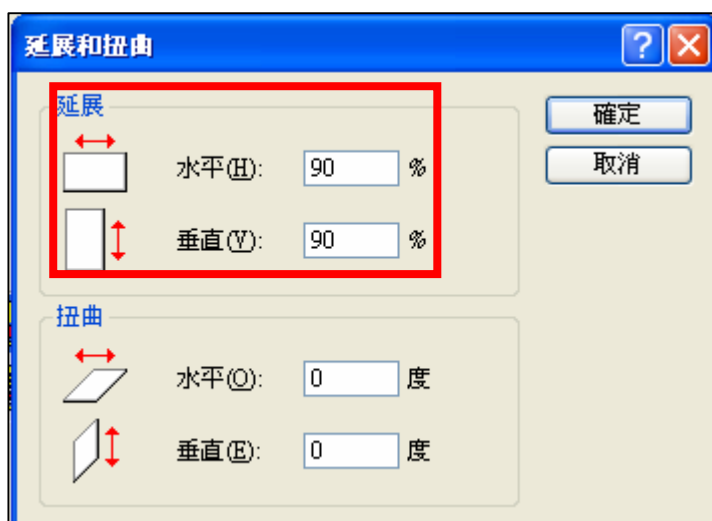 延展和扭曲
延展
確定
水平(H): 90 %
取消
垂直(V): 90 %
扭曲
水平(O): 0 度
垂直(E): 0 度